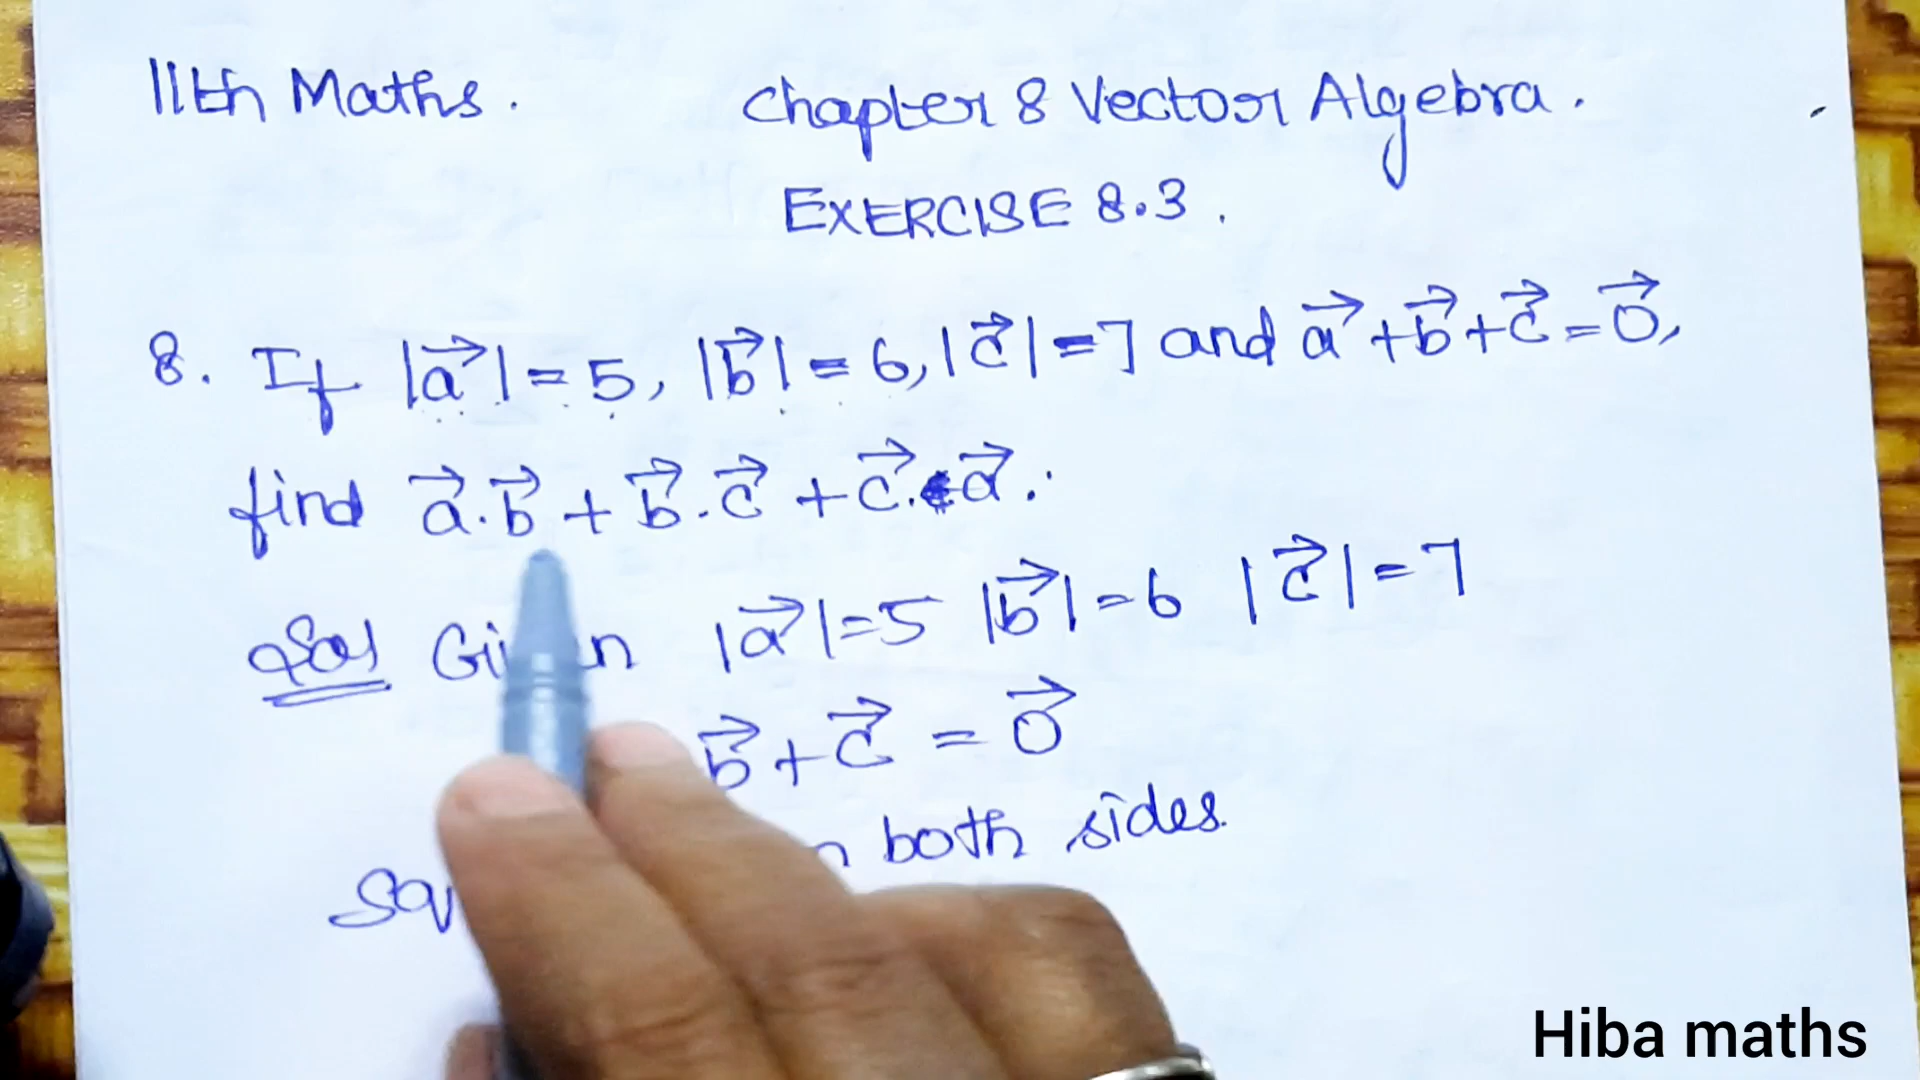 11th Maths. Chapter 8 Vector Algebra.
EXERCISE 8.3.
8. If |a⃗| = 5, |b⃗| = 6, |c⃗| = 7 and a⃗ + b⃗ + c⃗ = 0⃗,
find a⃗.b⃗ + b⃗.c⃗ + c⃗.a⃗.
Sol |a⃗| = 5 |b⃗| = 6 |c⃗| = 7
b⃗ + c⃗ = 0⃗
both sides.
Hiba maths